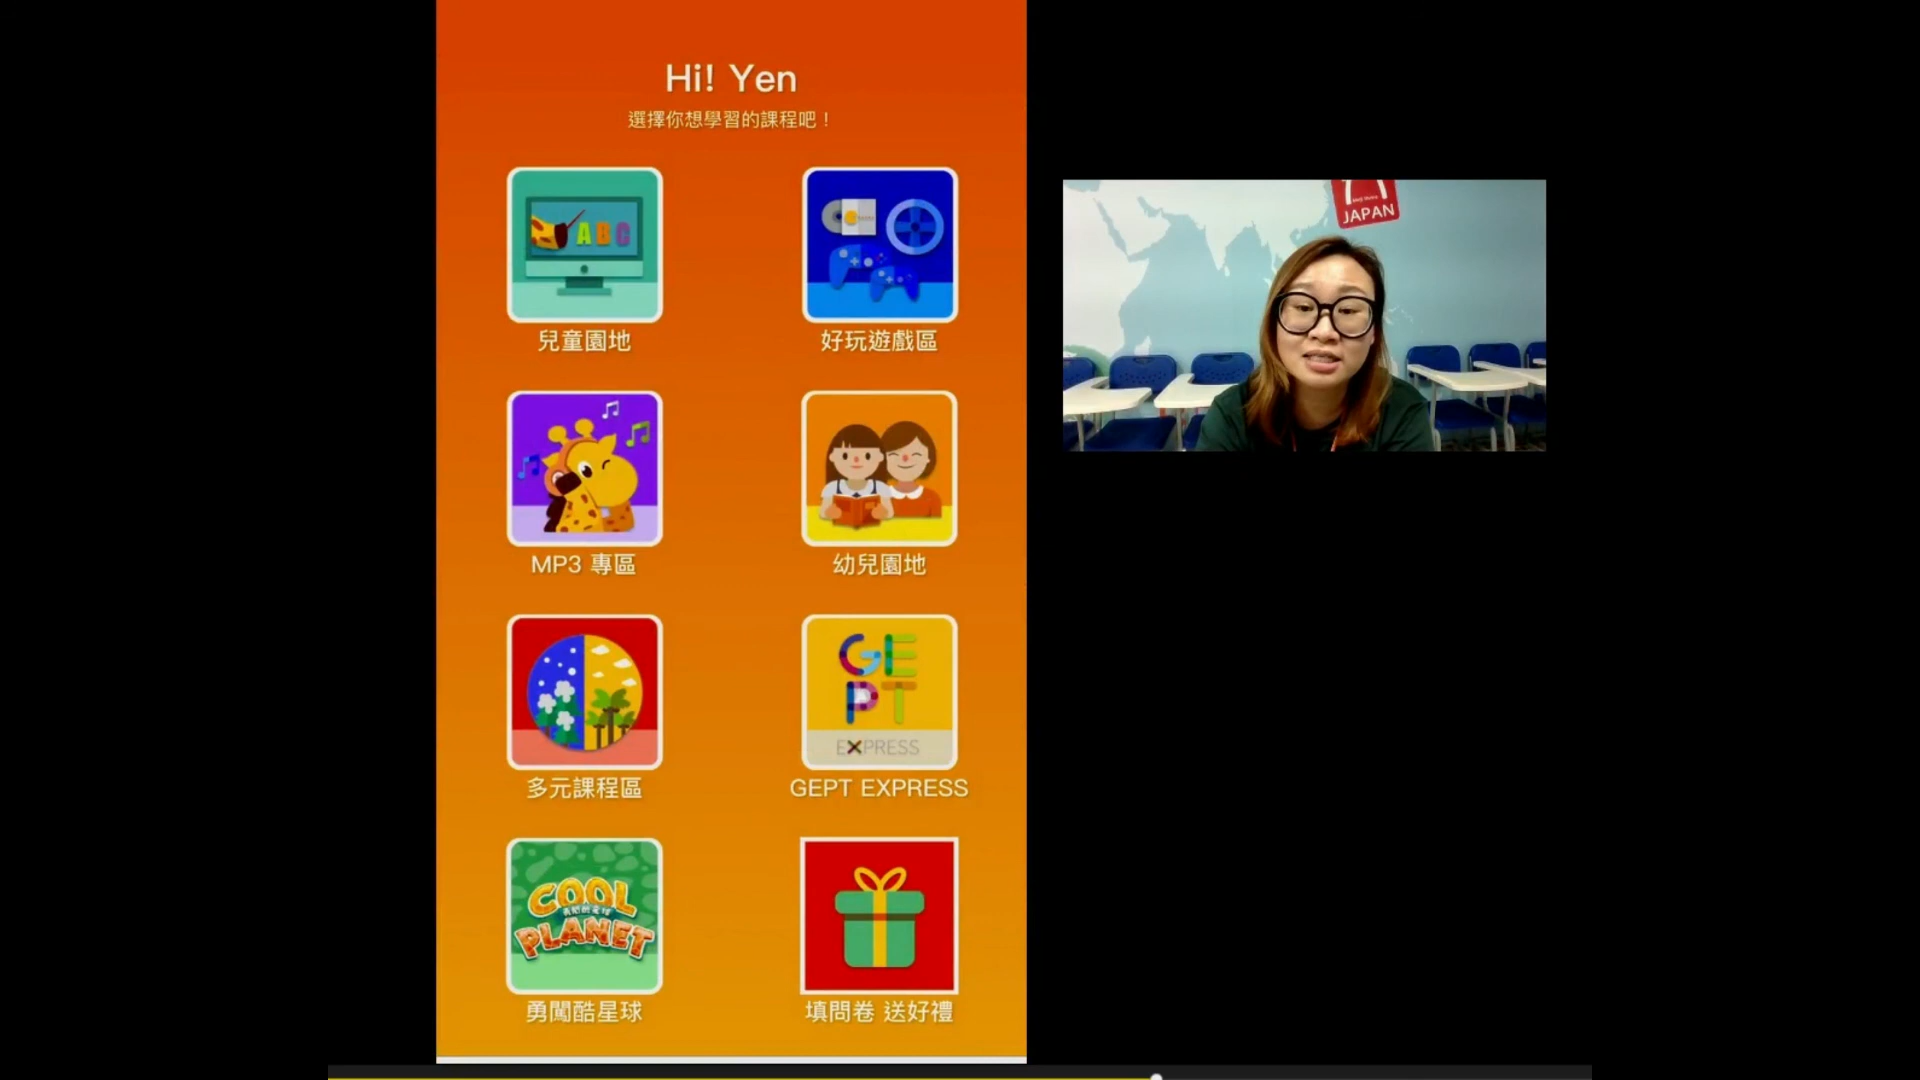 Hi! Yen
選擇你想學習的課程吧！
ABC
兒童園地
好玩遊戲區
MP3 專區
幼兒園地
GE
PT
EXPRESS
多元課程區
GEPT EXPRESS
COOL
PLANET
勇闖酷星球
填問卷 送好禮
JAPAN